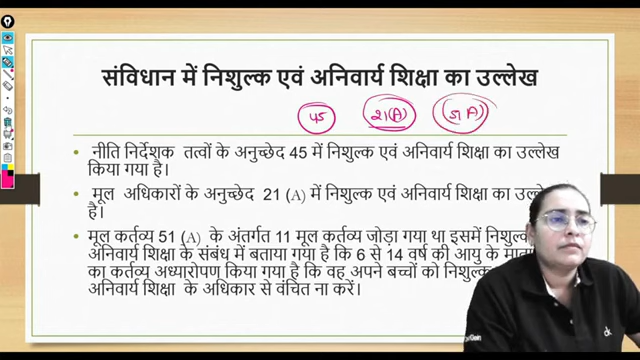 संविधान में निशुल्क एवं अनिवार्य शिक्षा का उल्लेख
45 21(A) (51 A)
• नीति निर्देशक तत्वों के अनुच्छेद 45 में निशुल्क एवं अनिवार्य शिक्षा का उल्लेख
किया गया है।
• मूल अधिकारों के अनुच्छेद 21 (A) में निशुल्क एवं अनिवार्य शिक्षा का
है।
• मूल कर्तव्य 51 (A) के अंतर्गत 11 मूल कर्तव्य जोड़ा गया था इसमें
अनिवार्य शिक्षा के संबंध में बताया गया है कि 6 से 14 वर्ष की आयु के
का कर्तव्य अध्यारोपण किया गया है कि वह अपने बच्चों को
अनिवार्य शिक्षा के अधिकार से वंचित ना करें।